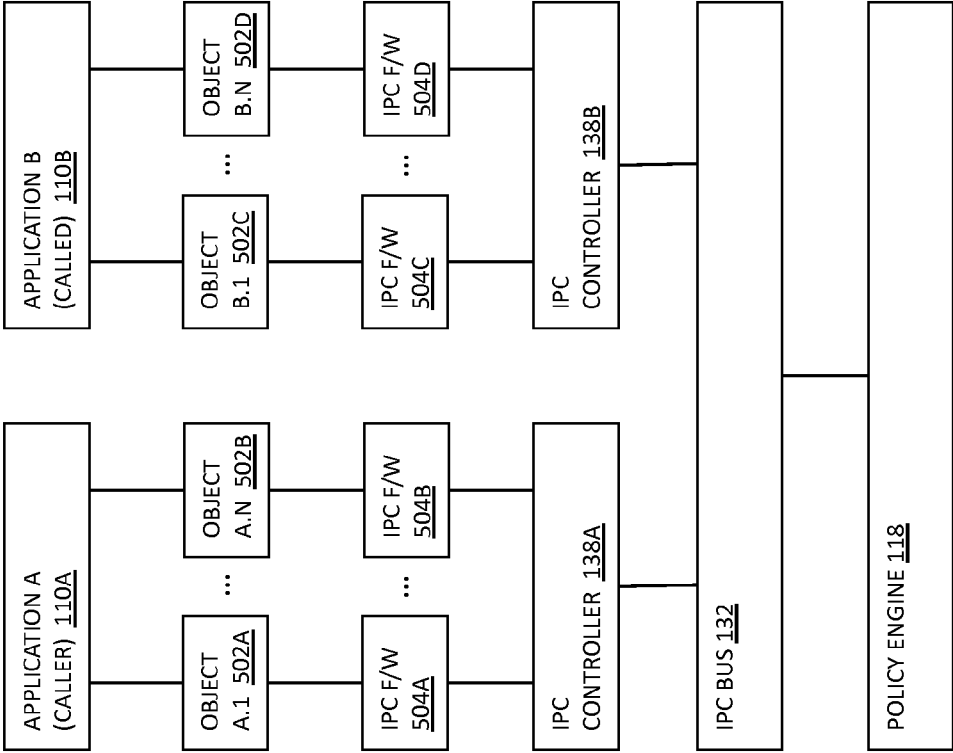 APPLICATION A
(CALLER) 110A
APPLICATION B
(CALLED) 110B
OBJECT
A.1 502A
...
OBJECT
A.N 502B
OBJECT
B.1 502C
...
OBJECT
B.N 502D
IPC F/W
504A
...
IPC F/W
504B
IPC F/W
504C
...
IPC F/W
504D
IPC
CONTROLLER 138A
IPC
CONTROLLER 138B
IPC BUS 132
POLICY ENGINE 118